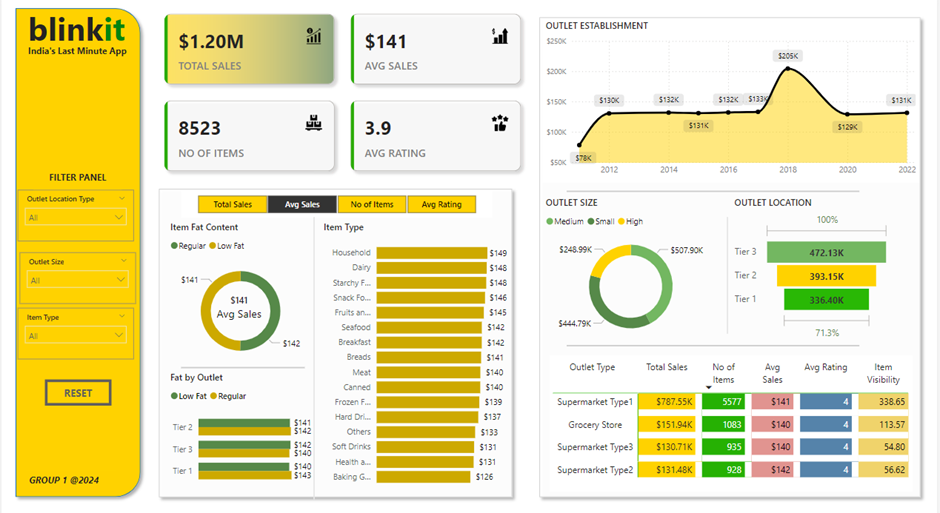 blinkit
India's Last Minute App
FILTER PANEL
Outlet Location Type
All
Outlet Size
All
Item Type
All
RESET
GROUP 1 @2024
$1.20M
TOTAL SALES
$141
AVG SALES
8523
NO OF ITEMS
3.9
AVG RATING
Total Sales
Avg Sales
No of Items
Avg Rating
Item Fat Content
Regular Low Fat
$141
$141
Avg Sales
$142
Fat by Outlet
Low Fat Regular
Tier 2 $141
$142
Tier 3 $142
$140
Tier 1 $140
$143
Item Type
Household $149
Dairy $148
Starchy F... $148
Snack Fo... $146
Fruits an... $145
Seafood $142
Breakfast $142
Breads $141
Meat $140
Canned $140
Frozen F... $139
Hard Dri... $137
Others $133
Soft Drinks $131
Health a... $131
Baking G... $126
OUTLET ESTABLISHMENT
$250K
$200K
$150K
$100K
$50K
$78K
$130K
$132K
$131K
$132K
$133K
$205K
$129K
$131K
2012 2014 2016 2018 2020 2022
OUTLET SIZE
Medium Small High
$248.99K
$507.90K
$444.79K
OUTLET LOCATION
100%
Tier 3 472.13K
Tier 2 393.15K
Tier 1 336.40K
71.3%
Outlet Type Total Sales No of Items Avg Sales Avg Rating Item Visibility
Supermarket Type1 $787.55K 5577 $141 4 338.65
Grocery Store $151.94K 1083 $140 4 113.57
Supermarket Type3 $130.71K 935 $140 4 54.80
Supermarket Type2 $131.48K 928 $142 4 56.62